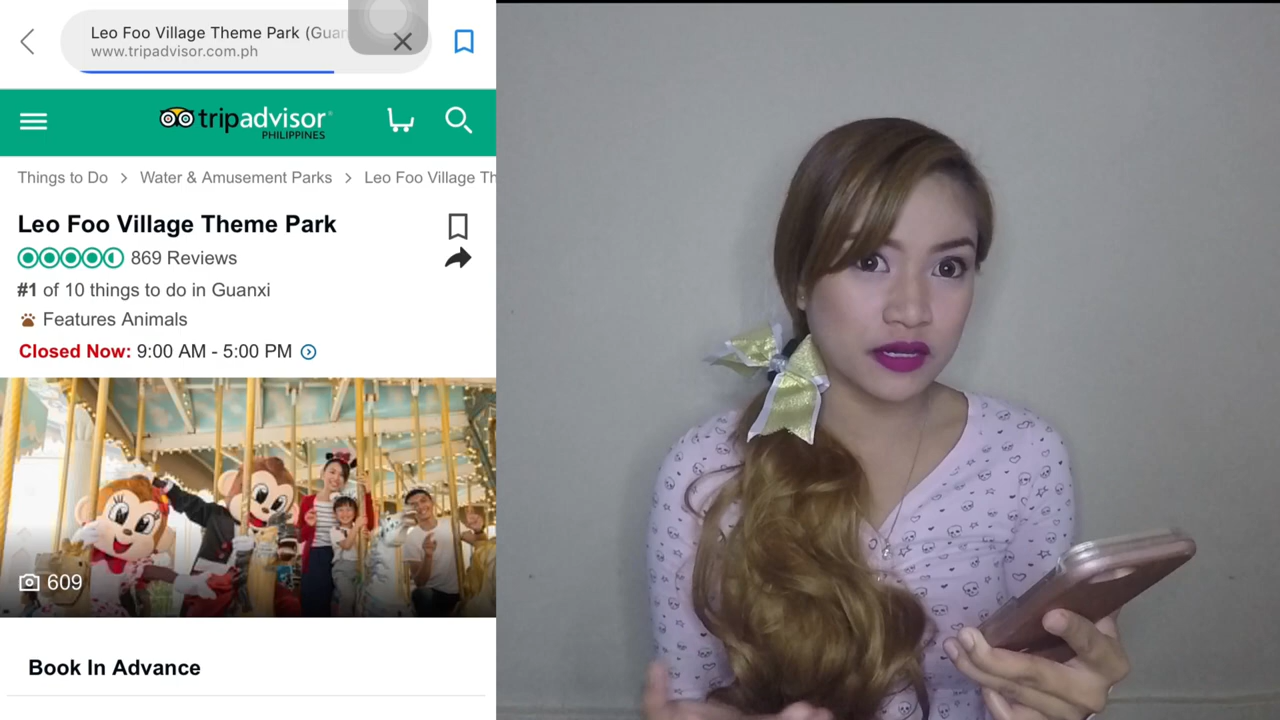 Leo Foo Village Theme Park (Guan
www.tripadvisor.com.ph
tripadvisor
PHILIPPINES
Things to Do > Water & Amusement Parks > Leo Foo Village Th
Leo Foo Village Theme Park
869 Reviews
#1 of 10 things to do in Guanxi
Features Animals
Closed Now: 9:00 AM - 5:00 PM
609
Book In Advance